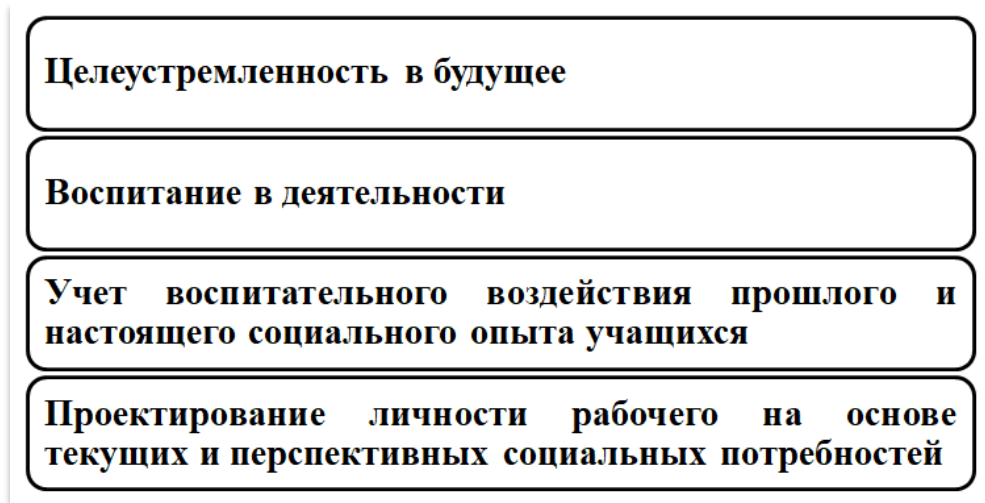 Целеустремленность в будущее
Воспитание в деятельности
Учет воспитательного воздействия прошлого и
настоящего социального опыта учащихся
Проектирование личности рабочего на основе
текущих и перспективных социальных потребностей